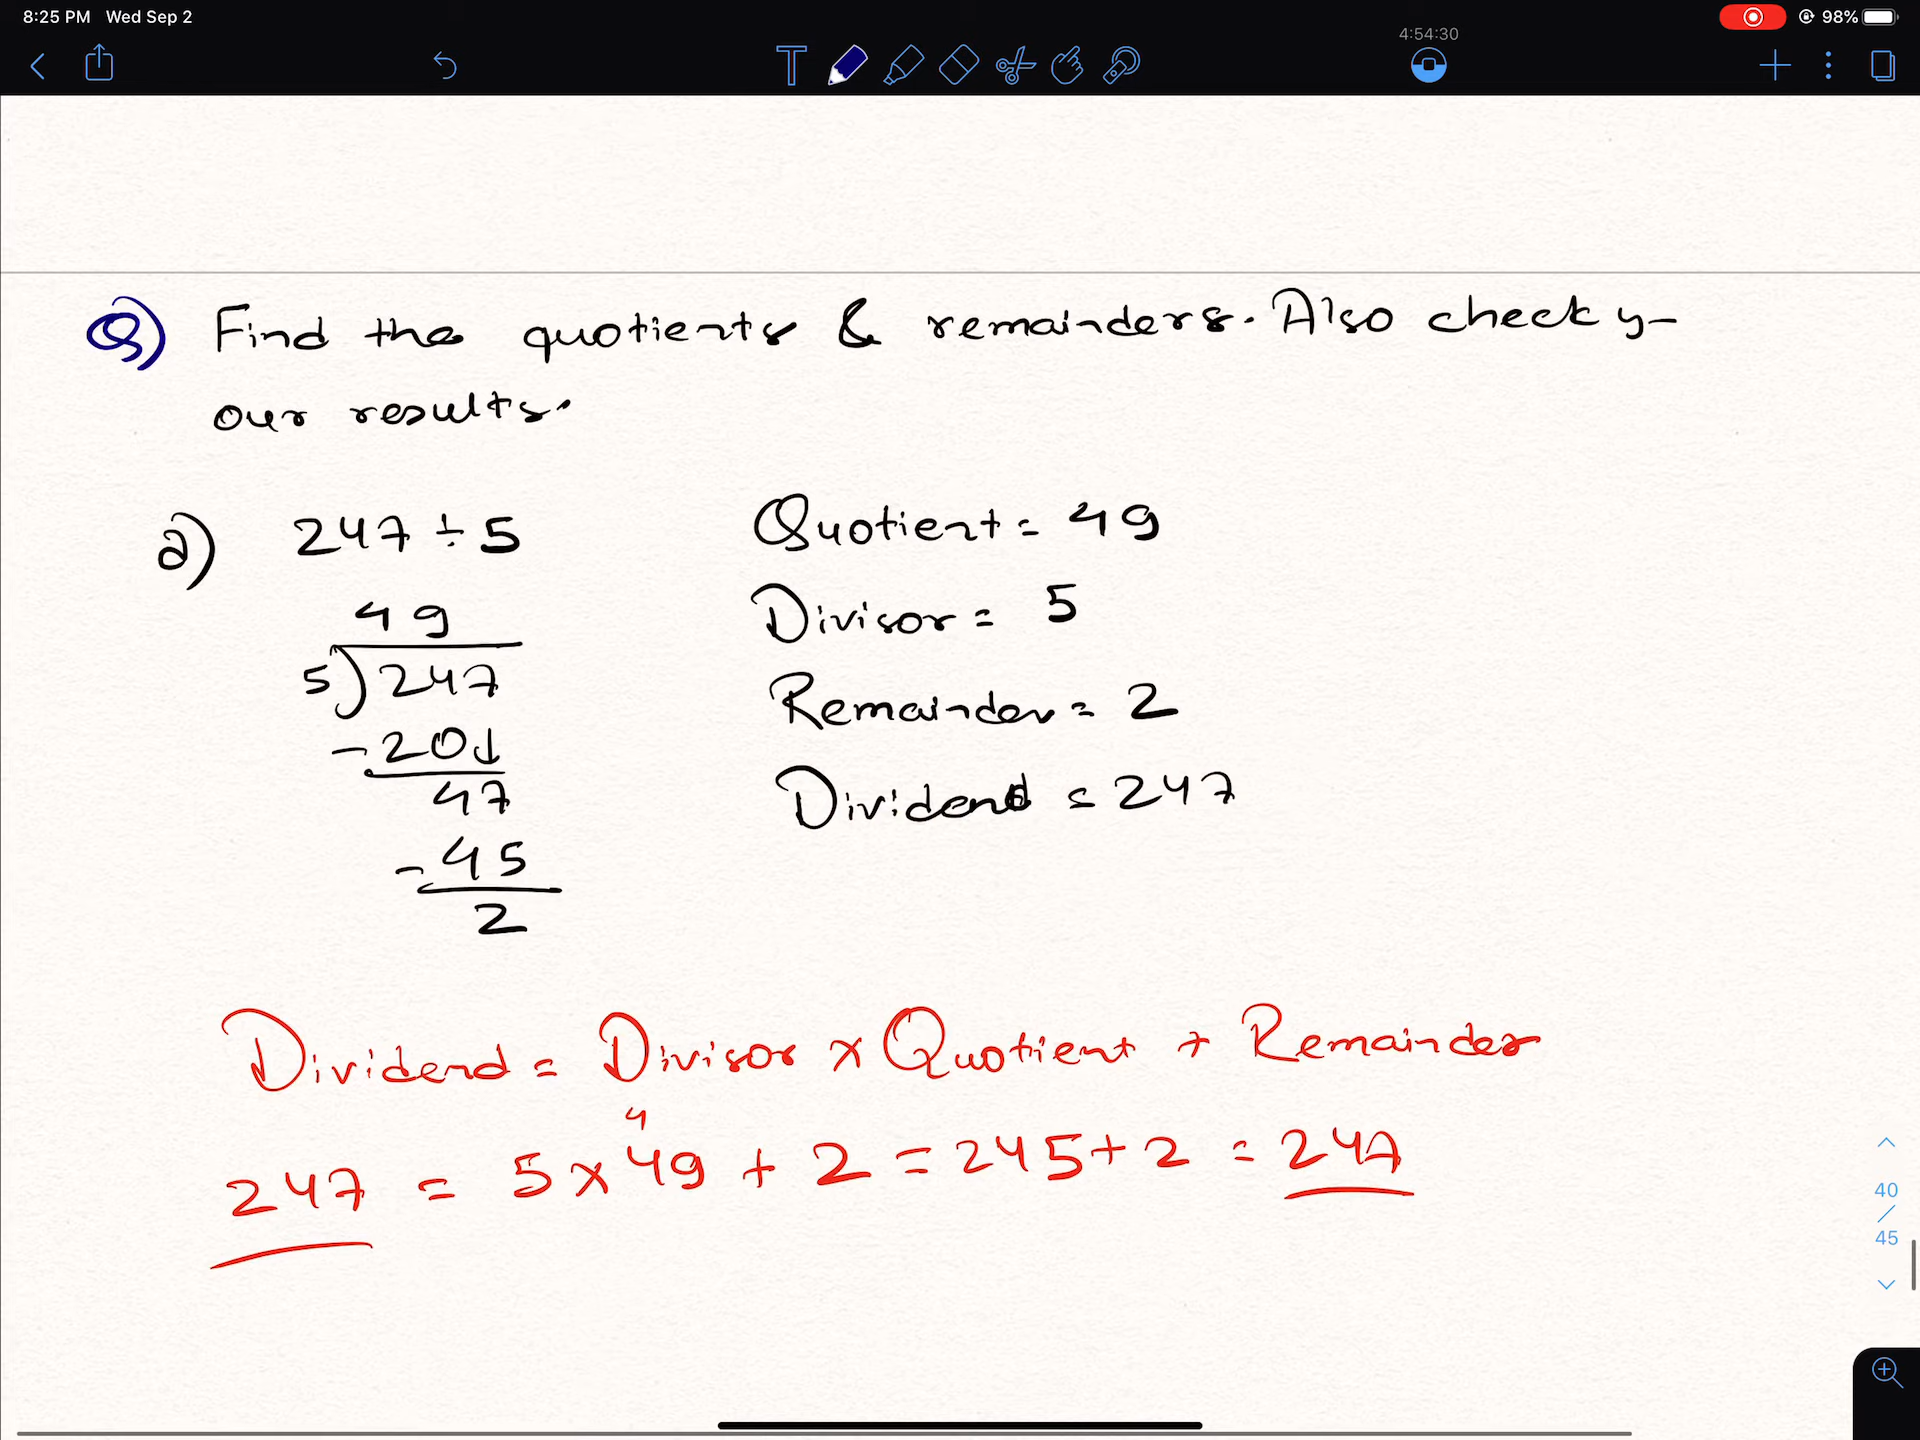 8:25 PM Wed Sep 2
98%
4:54:30
Q) Find the quotients & remainders. Also check y-
our results.
a) 247 ÷ 5
49
5)247
-20↓
47
-45
2
Quotient = 49
Divisor = 5
Remainder = 2
Dividend = 247
Dividend = Divisor x Quotient + Remainder
4
247 = 5 x 49 + 2 = 245 + 2 = 247
40
/
45